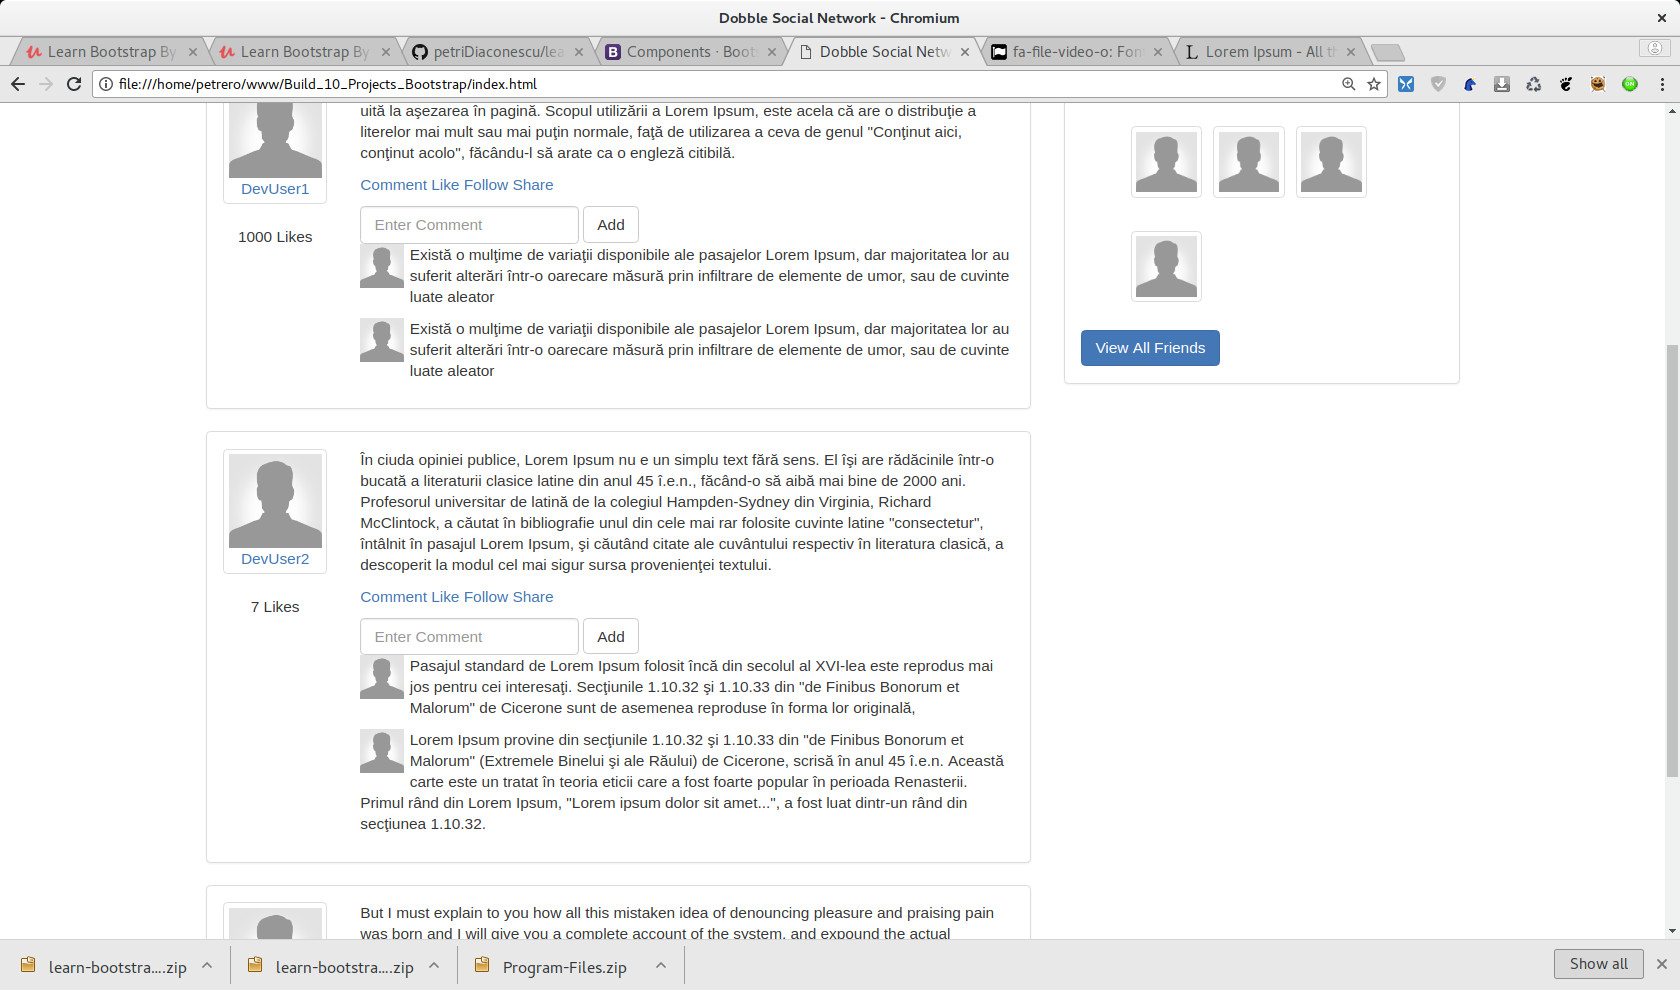 Dobble Social Network - Chromium
Learn Bootstrap By
Learn Bootstrap By
petriDiaconescu/lea
Components · Boots
Dobble Social Netw
fa-file-video-o: Fon
Lorem Ipsum - All th
file:///home/petrero/www/Build_10_Projects_Bootstrap/index.html
uită la aşezarea în pagină. Scopul utilizării a Lorem Ipsum, este acela că are o distribuţie a
literelor mai mult sau mai puţin normale, faţă de utilizarea a ceva de genul "Conţinut aici,
conţinut acolo", făcându-l să arate ca o engleză citibilă.
DevUser1
Comment Like Follow Share
1000 Likes
Enter Comment Add
Există o mulţime de variaţii disponibile ale pasajelor Lorem Ipsum, dar majoritatea lor au
suferit alterări într-o oarecare măsură prin infiltrare de elemente de umor, sau de cuvinte
luate aleator
Există o mulţime de variaţii disponibile ale pasajelor Lorem Ipsum, dar majoritatea lor au
suferit alterări într-o oarecare măsură prin infiltrare de elemente de umor, sau de cuvinte
luate aleator
View All Friends
În ciuda opiniei publice, Lorem Ipsum nu e un simplu text fără sens. El îşi are rădăcinile într-o
bucată a literaturii clasice latine din anul 45 î.e.n., făcând-o să aibă mai bine de 2000 ani.
Profesorul universitar de latină de la colegiul Hampden-Sydney din Virginia, Richard
McClintock, a căutat în bibliografie unul din cele mai rar folosite cuvinte latine "consectetur",
întâlnit în pasajul Lorem Ipsum, şi căutând citate ale cuvântului respectiv în literatura clasică, a
descoperit la modul cel mai sigur sursa provenienţei textului.
DevUser2
Comment Like Follow Share
7 Likes
Enter Comment Add
Pasajul standard de Lorem Ipsum folosit încă din secolul al XVI-lea este reprodus mai
jos pentru cei interesaţi. Secţiunile 1.10.32 şi 1.10.33 din "de Finibus Bonorum et
Malorum" de Cicerone sunt de asemenea reproduse în forma lor originală,
Lorem Ipsum provine din secţiunile 1.10.32 şi 1.10.33 din "de Finibus Bonorum et
Malorum" (Extremele Binelui şi ale Răului) de Cicerone, scrisă în anul 45 î.e.n. Această
carte este un tratat în teoria eticii care a fost foarte popular în perioada Renasterii.
Primul rând din Lorem Ipsum, "Lorem ipsum dolor sit amet...", a fost luat dintr-un rând din
secţiunea 1.10.32.
But I must explain to you how all this mistaken idea of denouncing pleasure and praising pain
was born and I will give you a complete account of the system, and expound the actual
learn-bootstra....zip
learn-bootstra....zip
Program-Files.zip
Show all